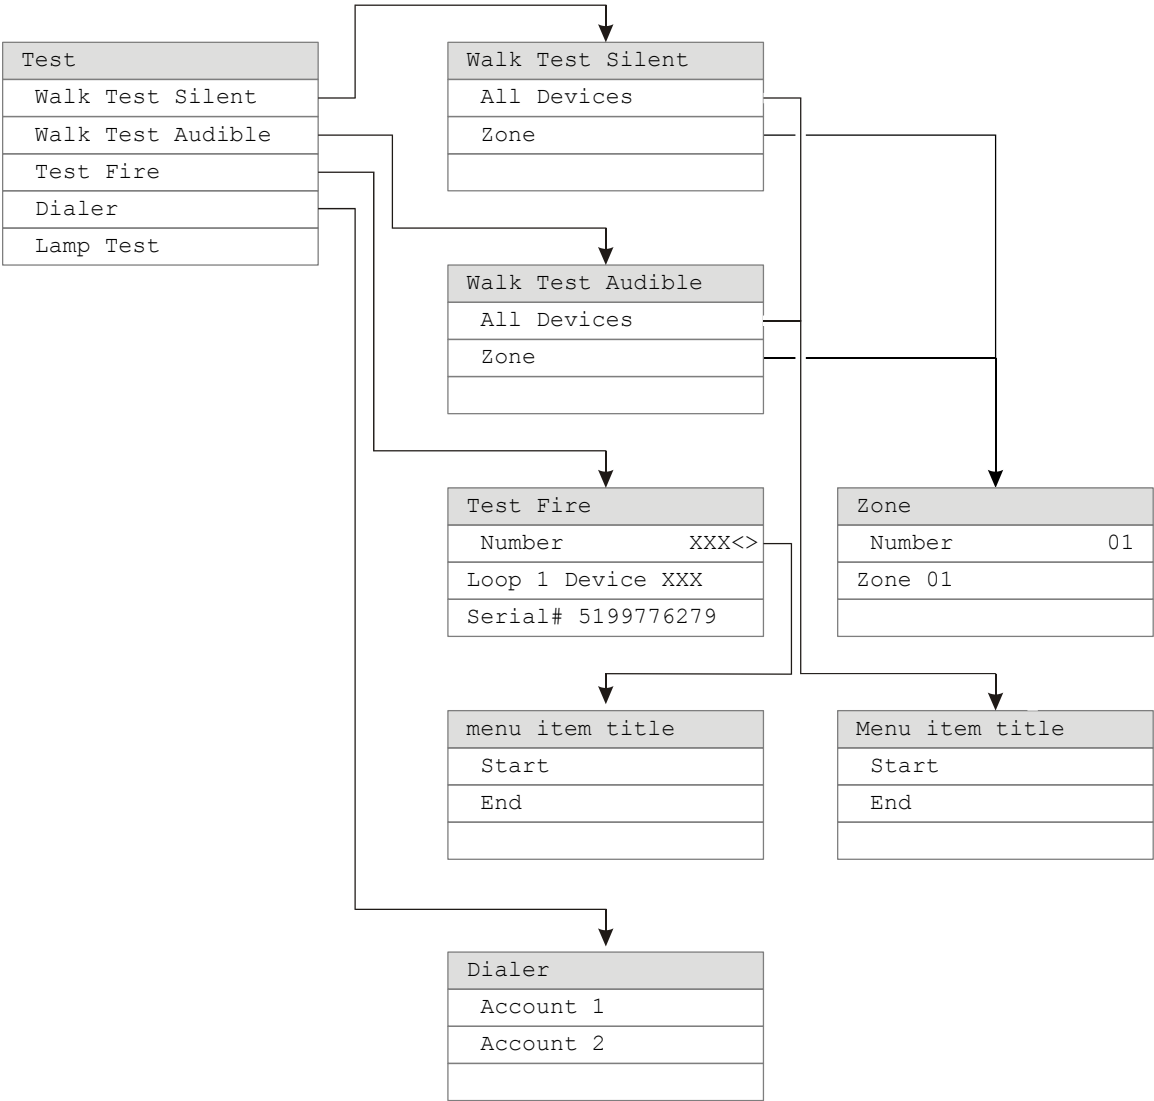 Test
Walk Test Silent
Walk Test Audible
Test Fire
Dialer
Lamp Test
Walk Test Silent
All Devices
Zone
Walk Test Audible
All Devices
Zone
Test Fire
Number XXX<>
Loop 1 Device XXX
Serial# 5199776279
Zone
Number 01
Zone 01
menu item title
Start
End
Menu item title
Start
End
Dialer
Account 1
Account 2